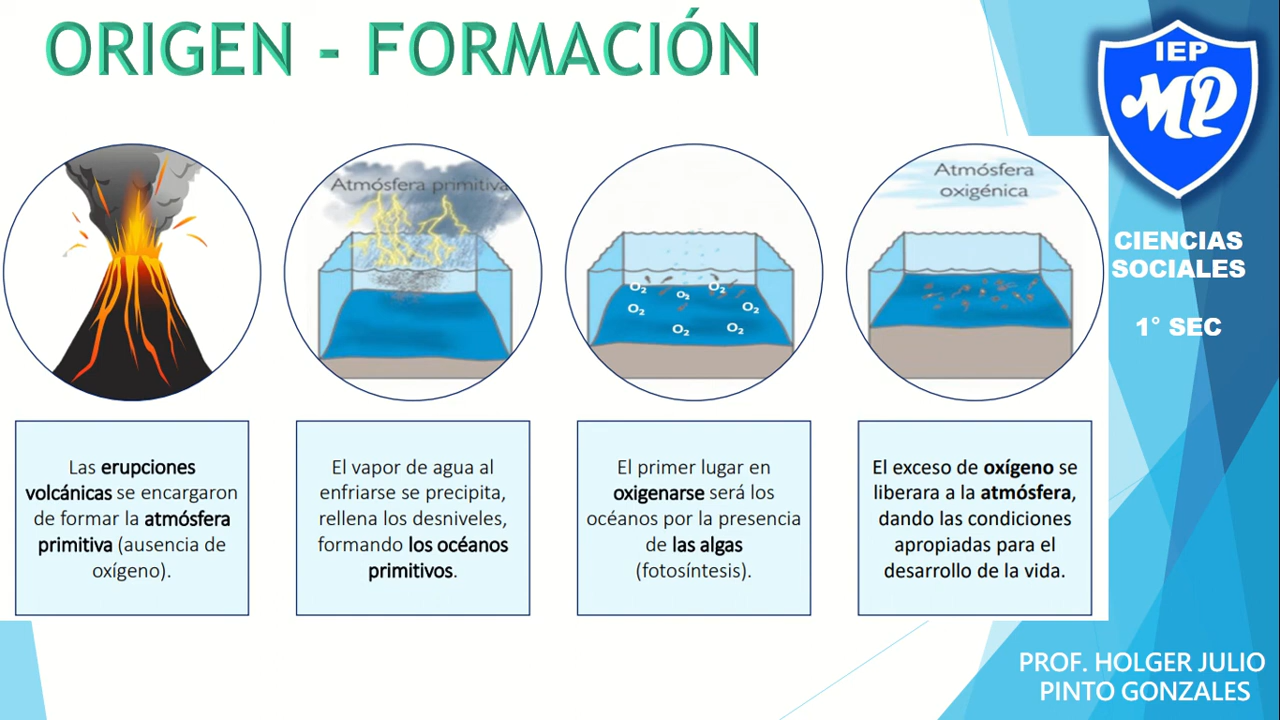 ORIGEN - FORMACIÓN
IEP
MP
CIENCIAS
SOCIALES
1° SEC
Atmósfera primitiva
O₂ O₂ O₂
O₂ O₂
O₂ O₂
Atmósfera
oxigénica
Las erupciones
volcánicas se encargaron
de formar la atmósfera
primitiva (ausencia de
oxígeno).
El vapor de agua al
enfriarse se precipita,
rellena los desniveles,
formando los océanos
primitivos.
El primer lugar en
oxigenarse será los
océanos por la presencia
de las algas
(fotosíntesis).
El exceso de oxígeno se
liberara a la atmósfera,
dando las condiciones
apropiadas para el
desarrollo de la vida.
PROF. HOLGER JULIO
PINTO GONZALES